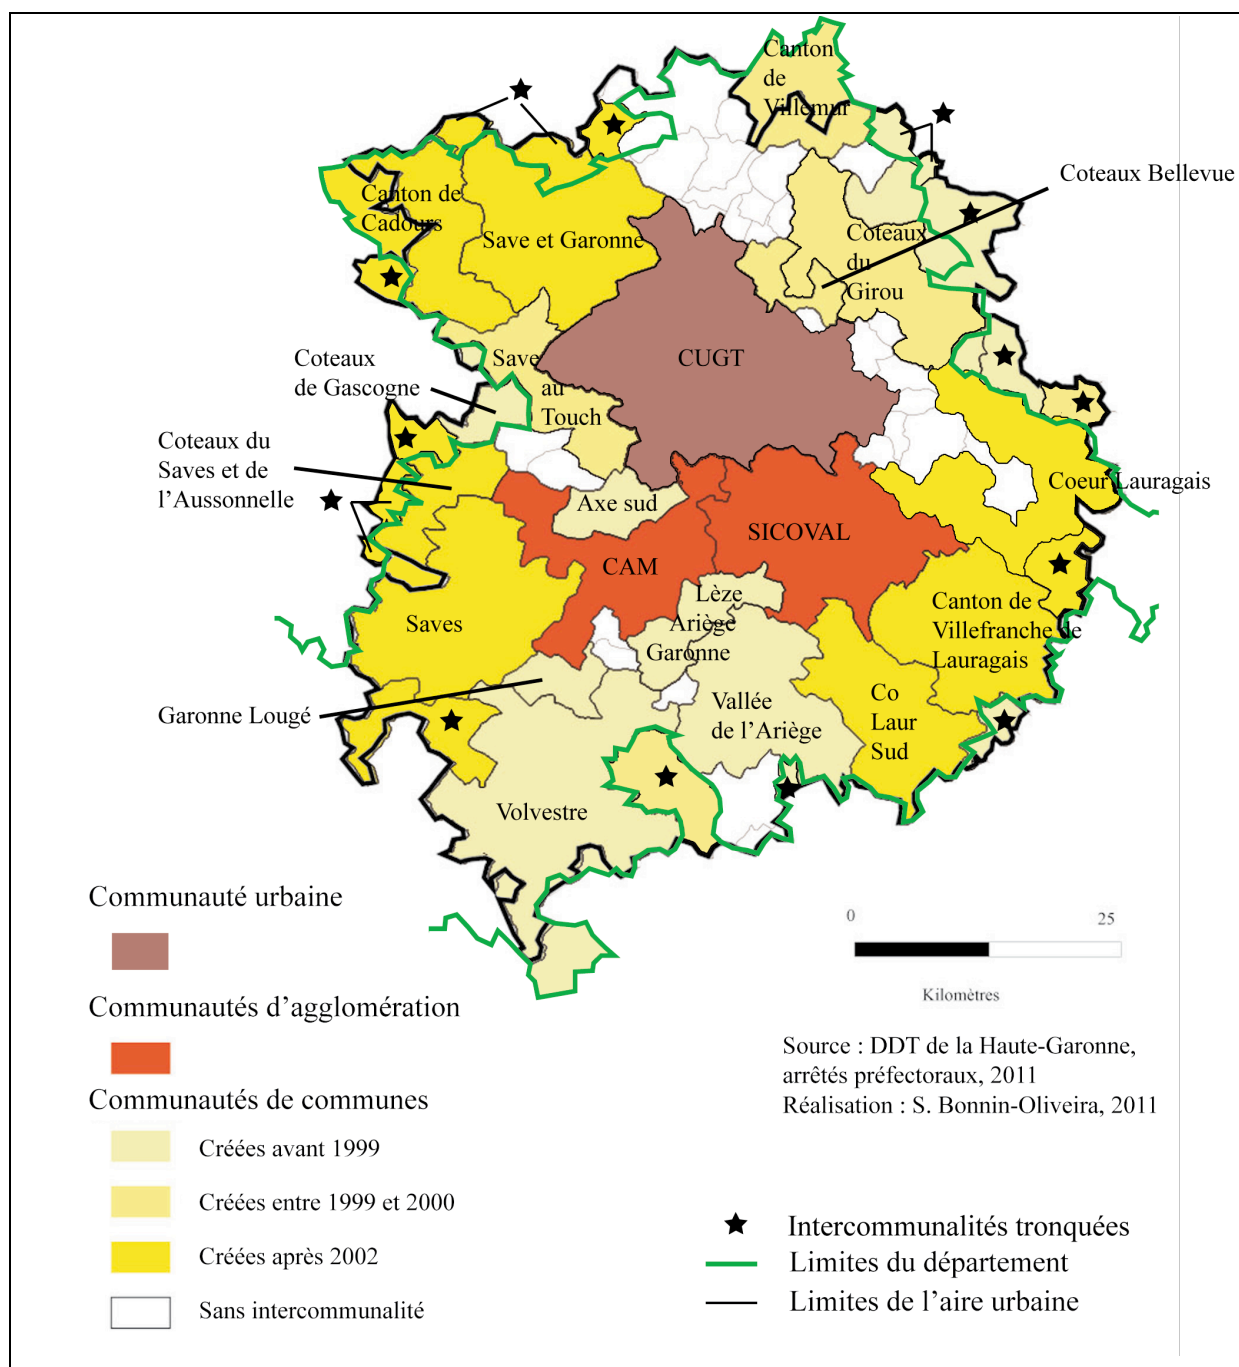 Canton
de
Villemur
Coteaux Bellevue
Canton de
Cadours
Save et Garonne
Coteaux
du
Girou
Coteaux
de Gascogne
Save
au
Touch
CUGT
Coteaux du
Saves et de
l'Aussonnelle
Coeur Lauragais
Axe sud
SICOVAL
CAM
Lèze
Ariège
Garonne
Saves
Canton de
Villefranche de
Lauragais
Garonne Lougé
Vallée
de l'Ariège
Co
Laur
Sud
Volvestre
Communauté urbaine
Communautés d'agglomération
Communautés de communes
Créées avant 1999
Créées entre 1999 et 2000
Créées après 2002
Sans intercommunalité
0 25
Kilomètres
Source : DDT de la Haute-Garonne,
arrêtés préfectoraux, 2011
Réalisation : S. Bonnin-Oliveira, 2011
Intercommunalités tronquées
Limites du département
Limites de l'aire urbaine